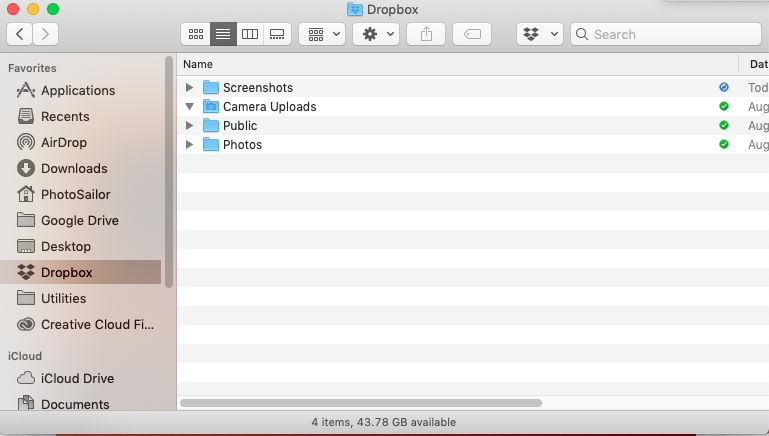 Dropbox
Search
Favorites
Applications
Recents
AirDrop
Downloads
PhotoSailor
Google Drive
Desktop
Dropbox
Utilities
Creative Cloud Fi...
iCloud
iCloud Drive
Documents
Name Dat
Screenshots Tod
Camera Uploads Aug
Public Aug
Photos Aug
4 items, 43.78 GB available